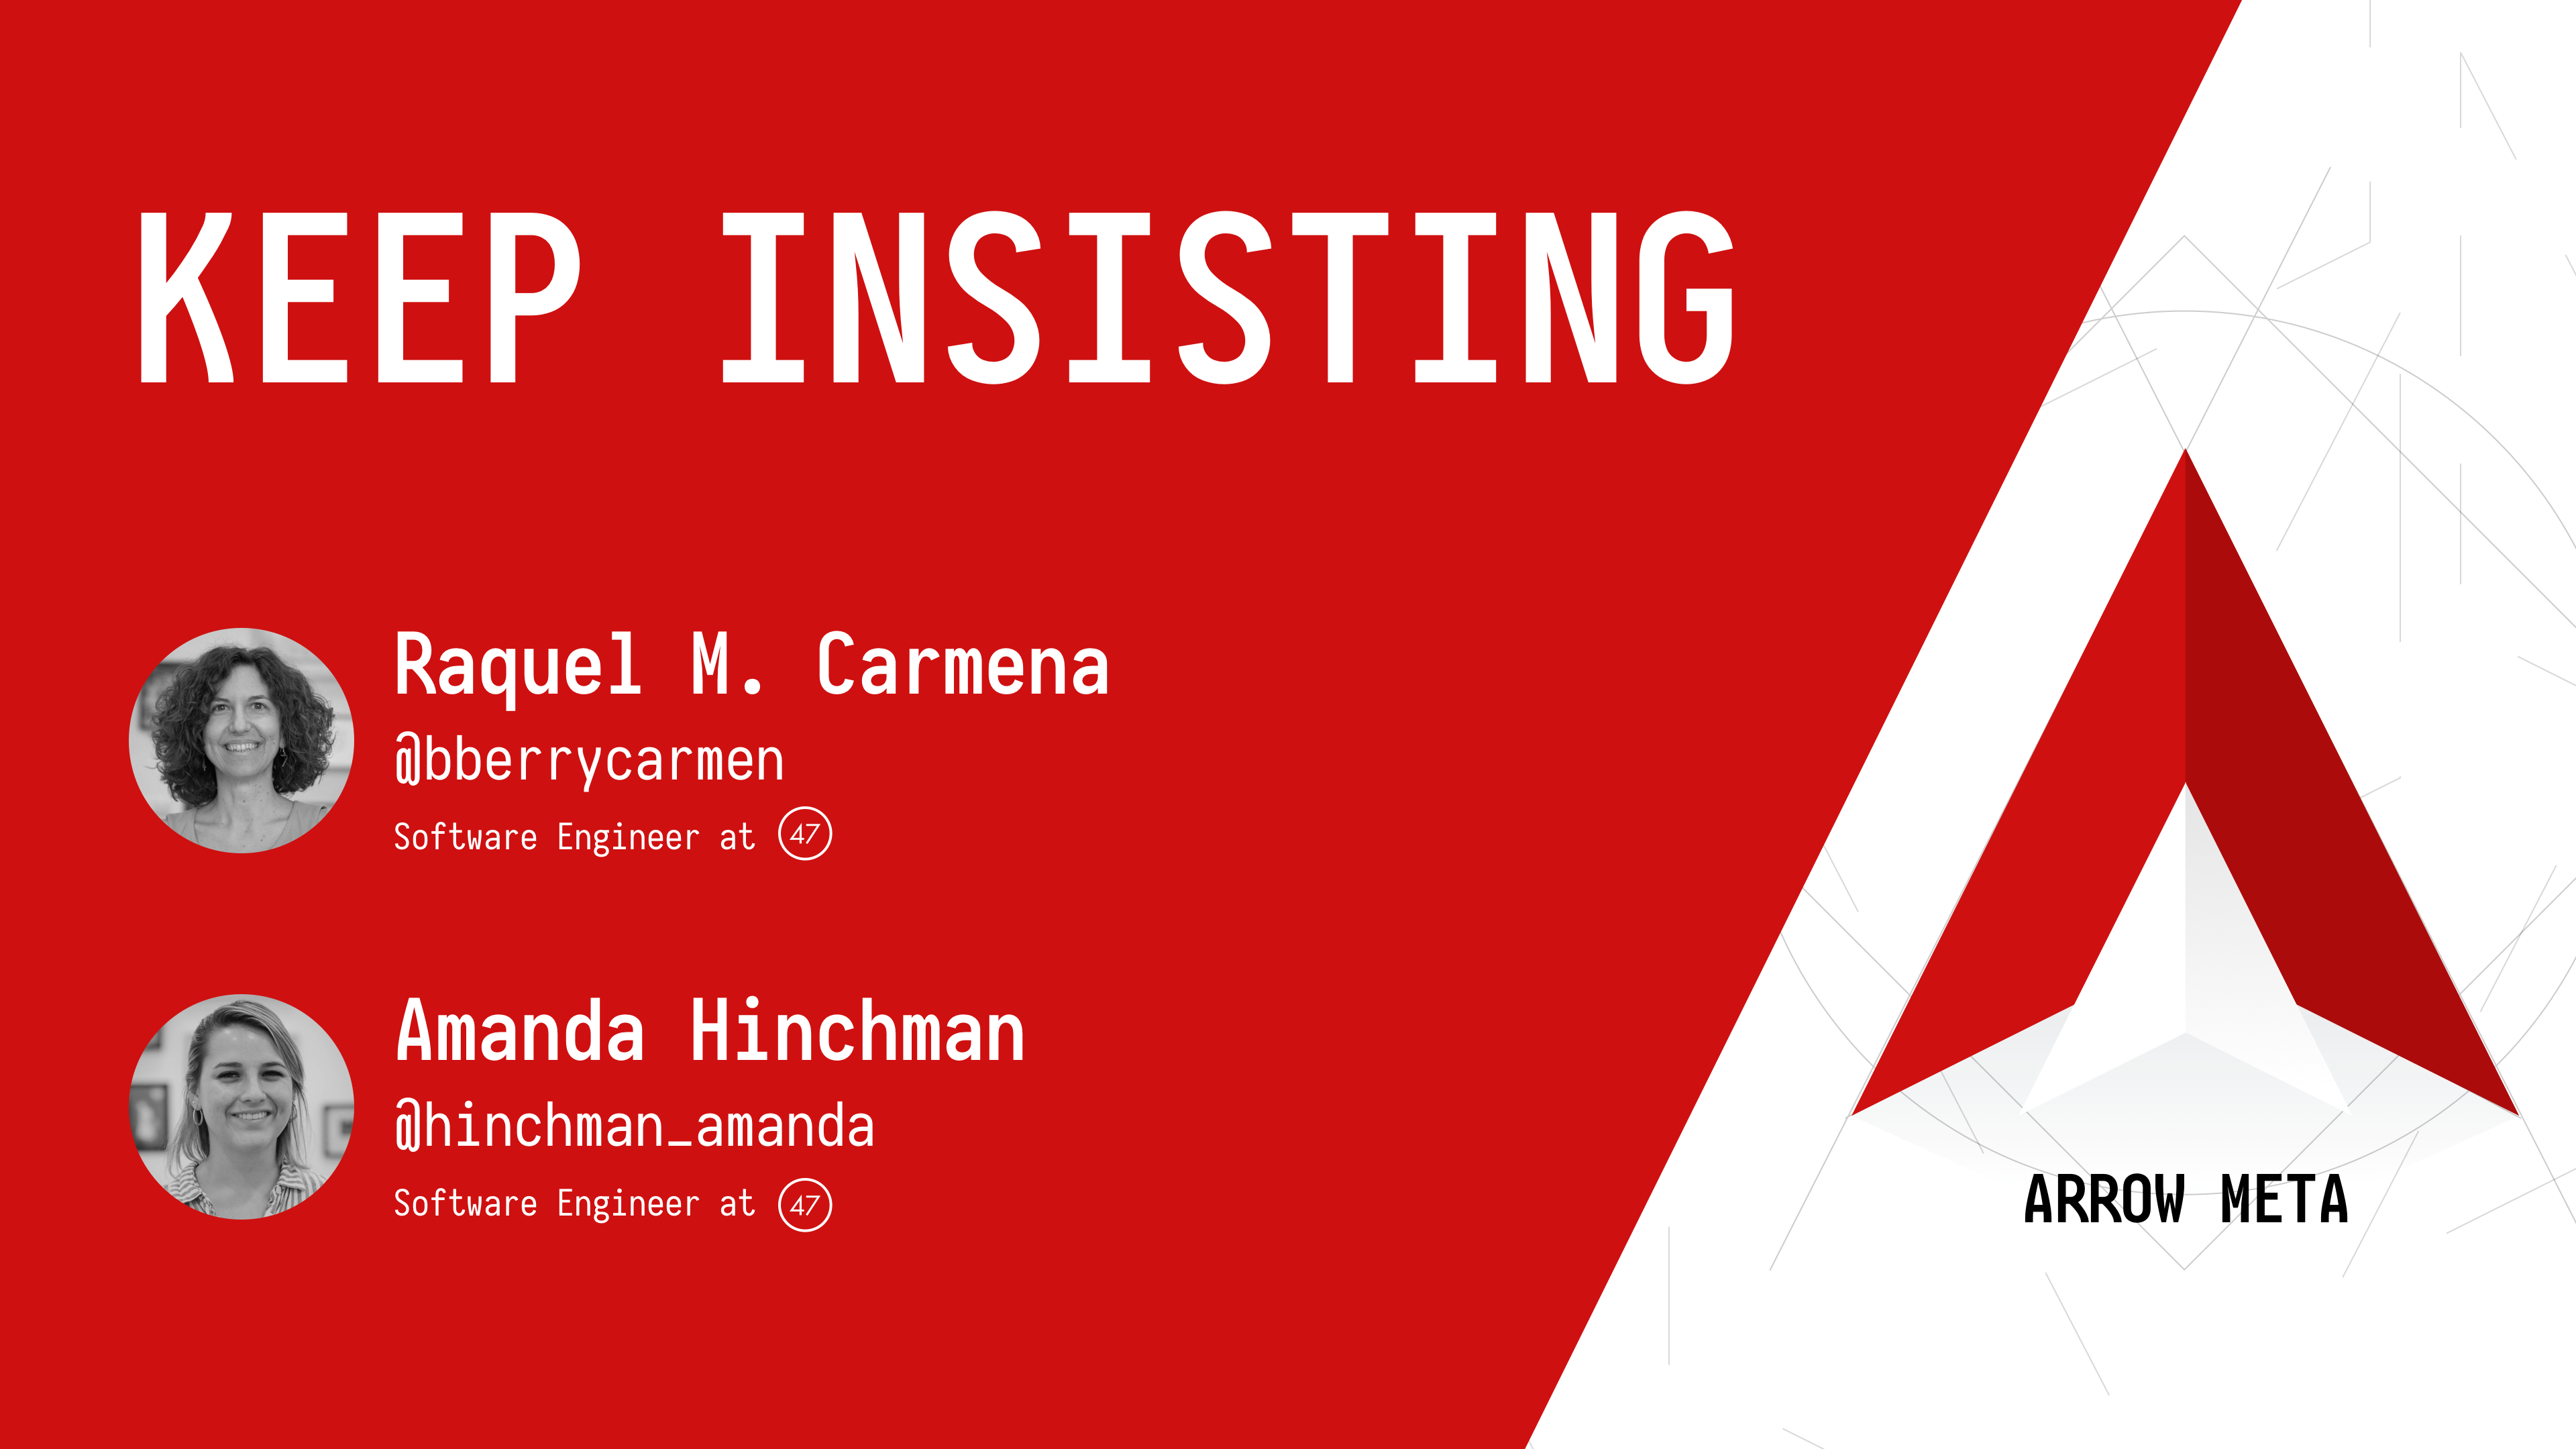 KEEP INSISTING
Raquel M. Carmena
@bberrycarmen
Software Engineer at 47
Amanda Hinchman
@hinchman_amanda
Software Engineer at 47
ARROW META